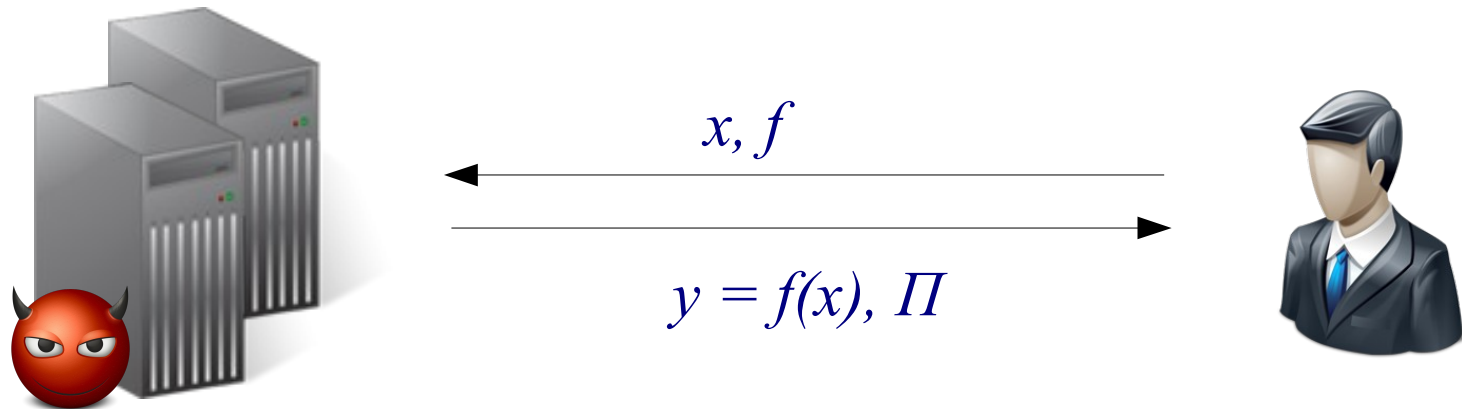 x, f
y = f(x), Π